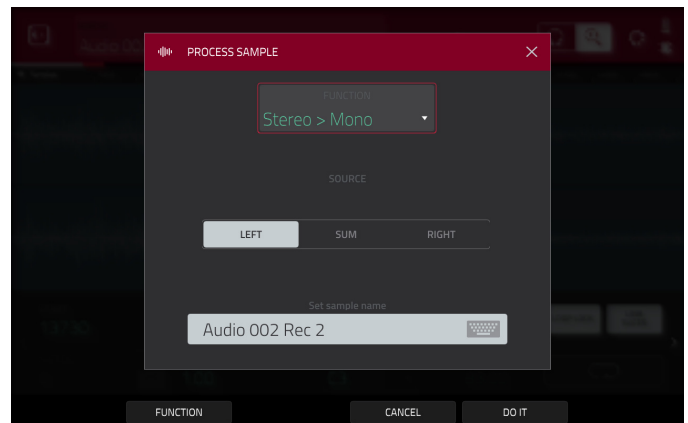 PROCESS SAMPLE
FUNCTION
Stereo > Mono
SOURCE
LEFT SUM RIGHT
Set sample name
Audio 002 Rec 2
FUNCTION CANCEL DO IT